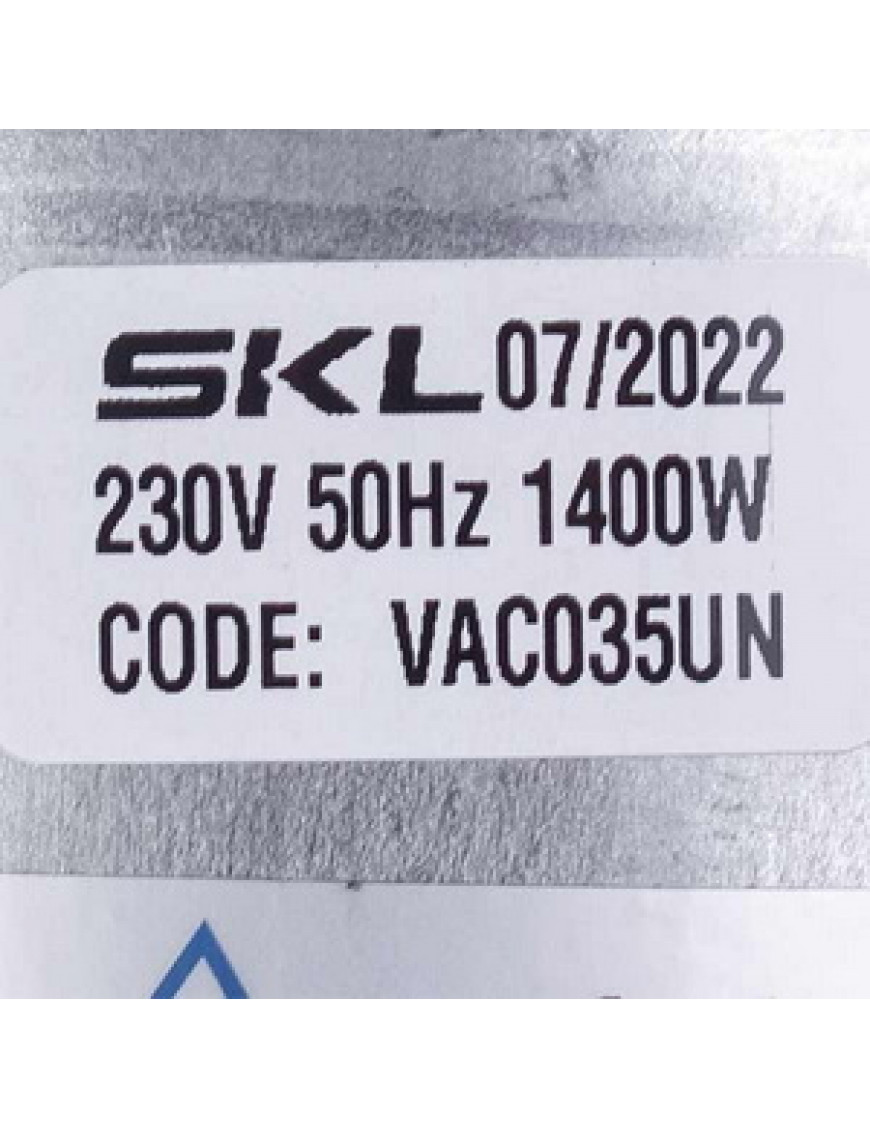 SKL 07/2022
230V 50Hz 1400W
CODE: VAC035UN